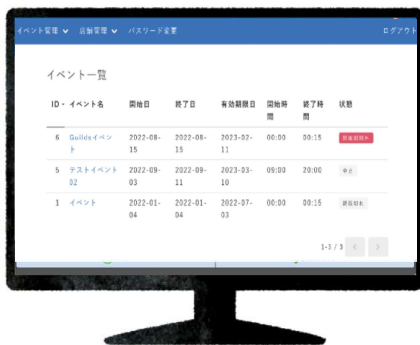 イベント管理 店舗管理 パスワード変更 ログアウト
イベント一覧
ID イベント名 開始日 終了日 有効期限日 開始時間 終了時間 状態
6 Guildsイベント 2022-08-15 2022-08-15 2023-02-11 00:00 00:15
5 テストイベント02 2022-09-03 2022-09-11 2023-03-10 09:00 20:00 中止
1 イベント 2022-01-04 2022-01-04 2022-07-03 00:00 00:15 期限切れ
1-3 / 3